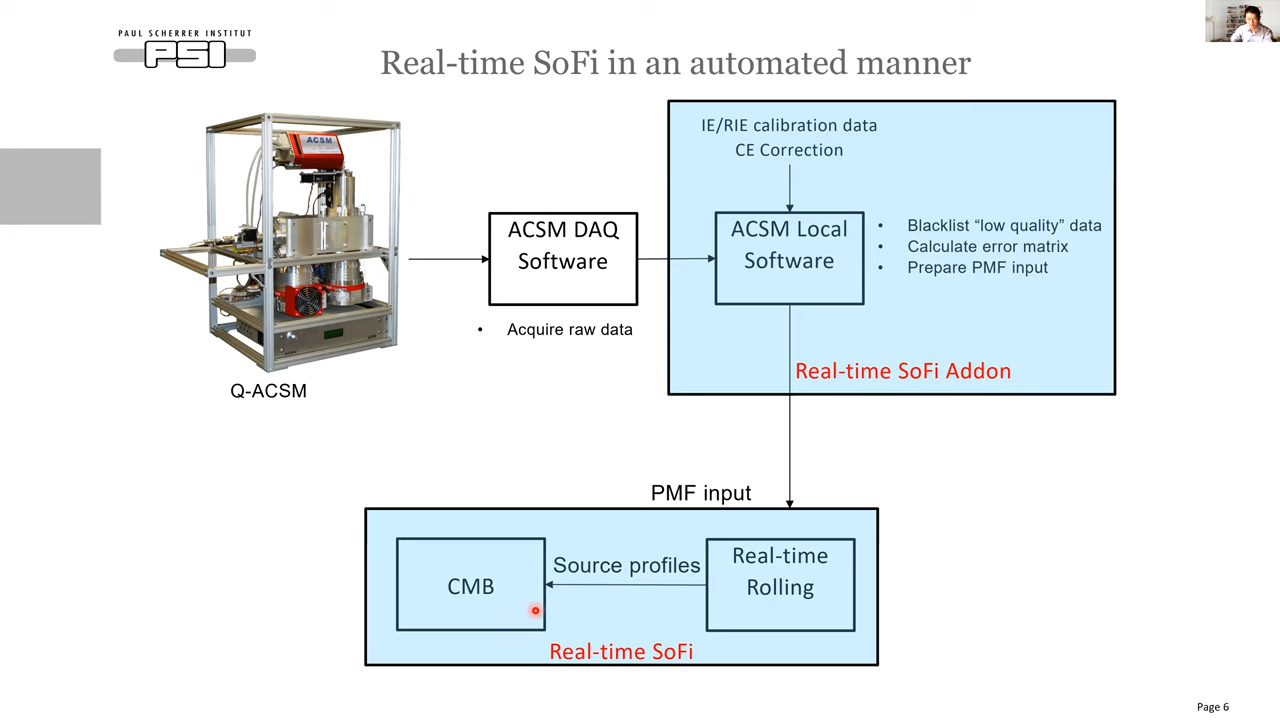 PAUL SCHERRER INSTITUT
PSI
Real-time SoFi in an automated manner
ACSM
Q-ACSM
ACSM DAQ
Software
• Acquire raw data
IE/RIE calibration data
CE Correction
ACSM Local
Software
• Blacklist “low quality” data
• Calculate error matrix
• Prepare PMF input
Real-time SoFi Addon
PMF input
CMB
Source profiles
Real-time
Rolling
Real-time SoFi
Page 6